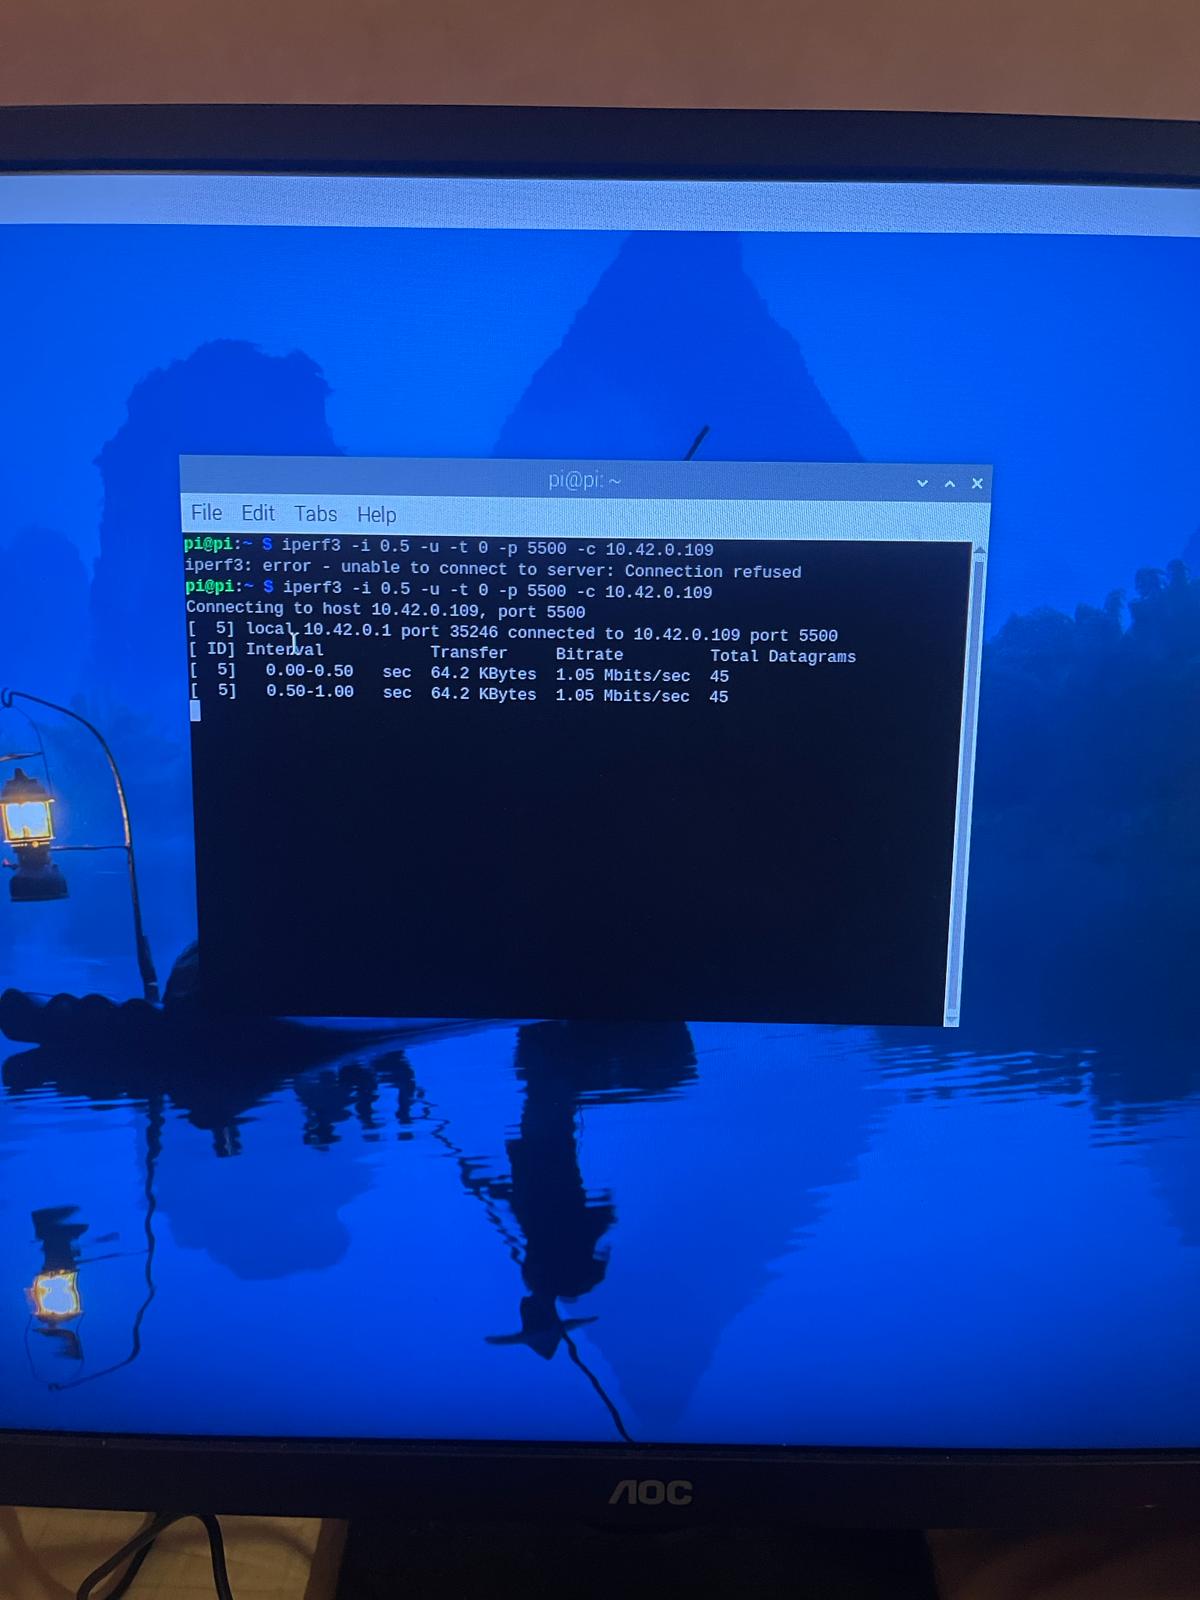 pi@pi: ~
File Edit Tabs Help
pi@pi:~ $ iperf3 -i 0.5 -u -t 0 -p 5500 -c 10.42.0.109
iperf3: error - unable to connect to server: Connection refused
pi@pi:~ $ iperf3 -i 0.5 -u -t 0 -p 5500 -c 10.42.0.109
Connecting to host 10.42.0.109, port 5500
[  5] local 10.42.0.1 port 35246 connected to 10.42.0.109 port 5500
[ ID] Interval           Transfer     Bitrate         Total Datagrams
[  5]   0.00-0.50   sec  64.2 KBytes  1.05 Mbits/sec  45
[  5]   0.50-1.00   sec  64.2 KBytes  1.05 Mbits/sec  45
AOC